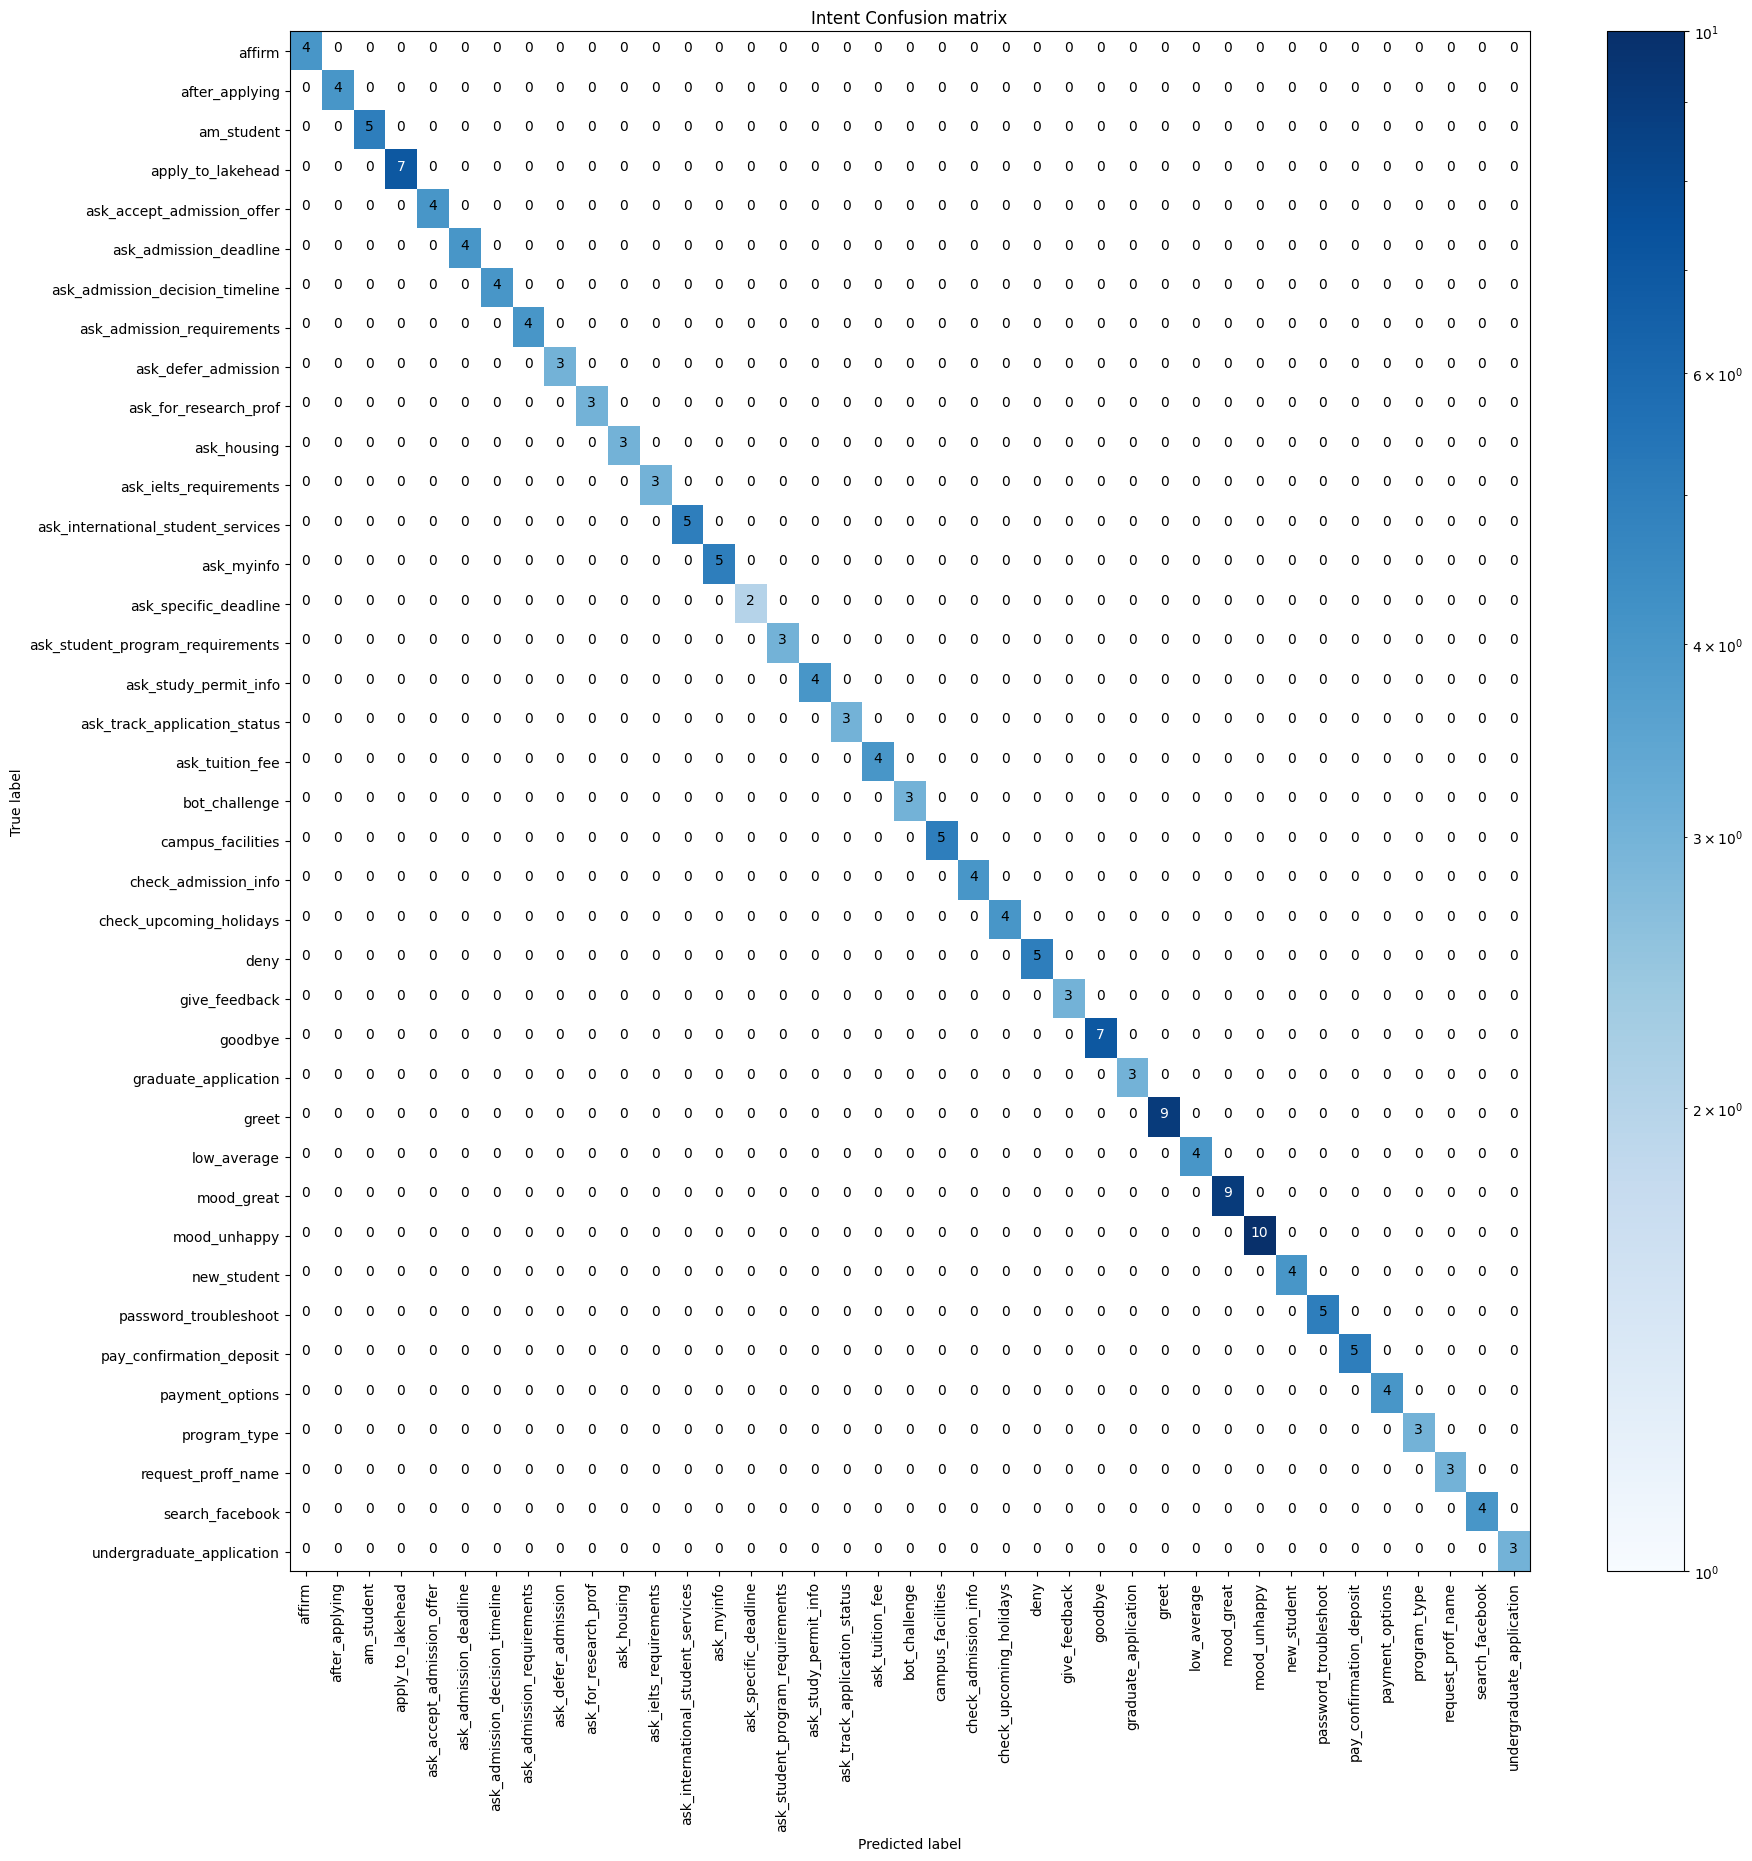 Intent Confusion matrix
affirm 4 0 0 0 0 0 0 0 0 0 0 0 0 0 0 0 0 0 0 0 0 0 0 0 0 0 0 0 0 0 0 0 0 0 0 0 0 0 0
after_applying 0 4 0 0 0 0 0 0 0 0 0 0 0 0 0 0 0 0 0 0 0 0 0 0 0 0 0 0 0 0 0 0 0 0 0 0 0 0 0
am_student 0 0 5 0 0 0 0 0 0 0 0 0 0 0 0 0 0 0 0 0 0 0 0 0 0 0 0 0 0 0 0 0 0 0 0 0 0 0 0
apply_to_lakehead 0 0 0 7 0 0 0 0 0 0 0 0 0 0 0 0 0 0 0 0 0 0 0 0 0 0 0 0 0 0 0 0 0 0 0 0 0 0 0
ask_accept_admission_offer 0 0 0 0 4 0 0 0 0 0 0 0 0 0 0 0 0 0 0 0 0 0 0 0 0 0 0 0 0 0 0 0 0 0 0 0 0 0 0
ask_admission_deadline 0 0 0 0 0 4 0 0 0 0 0 0 0 0 0 0 0 0 0 0 0 0 0 0 0 0 0 0 0 0 0 0 0 0 0 0 0 0 0
ask_admission_decision_timeline 0 0 0 0 0 0 4 0 0 0 0 0 0 0 0 0 0 0 0 0 0 0 0 0 0 0 0 0 0 0 0 0 0 0 0 0 0 0 0
ask_admission_requirements 0 0 0 0 0 0 0 4 0 0 0 0 0 0 0 0 0 0 0 0 0 0 0 0 0 0 0 0 0 0 0 0 0 0 0 0 0 0 0
ask_defer_admission 0 0 0 0 0 0 0 0 3 0 0 0 0 0 0 0 0 0 0 0 0 0 0 0 0 0 0 0 0 0 0 0 0 0 0 0 0 0 0
ask_for_research_prof 0 0 0 0 0 0 0 0 0 3 0 0 0 0 0 0 0 0 0 0 0 0 0 0 0 0 0 0 0 0 0 0 0 0 0 0 0 0 0
ask_housing 0 0 0 0 0 0 0 0 0 0 3 0 0 0 0 0 0 0 0 0 0 0 0 0 0 0 0 0 0 0 0 0 0 0 0 0 0 0 0
ask_ielts_requirements 0 0 0 0 0 0 0 0 0 0 0 3 0 0 0 0 0 0 0 0 0 0 0 0 0 0 0 0 0 0 0 0 0 0 0 0 0 0 0
ask_international_student_services 0 0 0 0 0 0 0 0 0 0 0 0 5 0 0 0 0 0 0 0 0 0 0 0 0 0 0 0 0 0 0 0 0 0 0 0 0 0 0
ask_myinfo 0 0 0 0 0 0 0 0 0 0 0 0 0 5 0 0 0 0 0 0 0 0 0 0 0 0 0 0 0 0 0 0 0 0 0 0 0 0 0
ask_specific_deadline 0 0 0 0 0 0 0 0 0 0 0 0 0 0 2 0 0 0 0 0 0 0 0 0 0 0 0 0 0 0 0 0 0 0 0 0 0 0 0
ask_student_program_requirements 0 0 0 0 0 0 0 0 0 0 0 0 0 0 0 3 0 0 0 0 0 0 0 0 0 0 0 0 0 0 0 0 0 0 0 0 0 0 0
ask_study_permit_info 0 0 0 0 0 0 0 0 0 0 0 0 0 0 0 0 4 0 0 0 0 0 0 0 0 0 0 0 0 0 0 0 0 0 0 0 0 0 0
ask_track_application_status 0 0 0 0 0 0 0 0 0 0 0 0 0 0 0 0 0 3 0 0 0 0 0 0 0 0 0 0 0 0 0 0 0 0 0 0 0 0 0
ask_tuition_fee 0 0 0 0 0 0 0 0 0 0 0 0 0 0 0 0 0 0 4 0 0 0 0 0 0 0 0 0 0 0 0 0 0 0 0 0 0 0 0
bot_challenge 0 0 0 0 0 0 0 0 0 0 0 0 0 0 0 0 0 0 0 3 0 0 0 0 0 0 0 0 0 0 0 0 0 0 0 0 0 0 0
campus_facilities 0 0 0 0 0 0 0 0 0 0 0 0 0 0 0 0 0 0 0 0 5 0 0 0 0 0 0 0 0 0 0 0 0 0 0 0 0 0 0
check_admission_info 0 0 0 0 0 0 0 0 0 0 0 0 0 0 0 0 0 0 0 0 0 4 0 0 0 0 0 0 0 0 0 0 0 0 0 0 0 0 0
check_upcoming_holidays 0 0 0 0 0 0 0 0 0 0 0 0 0 0 0 0 0 0 0 0 0 0 4 0 0 0 0 0 0 0 0 0 0 0 0 0 0 0 0
deny 0 0 0 0 0 0 0 0 0 0 0 0 0 0 0 0 0 0 0 0 0 0 0 5 0 0 0 0 0 0 0 0 0 0 0 0 0 0 0
give_feedback 0 0 0 0 0 0 0 0 0 0 0 0 0 0 0 0 0 0 0 0 0 0 0 0 3 0 0 0 0 0 0 0 0 0 0 0 0 0 0
goodbye 0 0 0 0 0 0 0 0 0 0 0 0 0 0 0 0 0 0 0 0 0 0 0 0 0 7 0 0 0 0 0 0 0 0 0 0 0 0 0
graduate_application 0 0 0 0 0 0 0 0 0 0 0 0 0 0 0 0 0 0 0 0 0 0 0 0 0 0 3 0 0 0 0 0 0 0 0 0 0 0 0
greet 0 0 0 0 0 0 0 0 0 0 0 0 0 0 0 0 0 0 0 0 0 0 0 0 0 0 0 9 0 0 0 0 0 0 0 0 0 0 0
low_average 0 0 0 0 0 0 0 0 0 0 0 0 0 0 0 0 0 0 0 0 0 0 0 0 0 0 0 0 4 0 0 0 0 0 0 0 0 0 0
mood_great 0 0 0 0 0 0 0 0 0 0 0 0 0 0 0 0 0 0 0 0 0 0 0 0 0 0 0 0 0 9 0 0 0 0 0 0 0 0 0
mood_unhappy 0 0 0 0 0 0 0 0 0 0 0 0 0 0 0 0 0 0 0 0 0 0 0 0 0 0 0 0 0 0 10 0 0 0 0 0 0 0 0
new_student 0 0 0 0 0 0 0 0 0 0 0 0 0 0 0 0 0 0 0 0 0 0 0 0 0 0 0 0 0 0 0 4 0 0 0 0 0 0 0
password_troubleshoot 0 0 0 0 0 0 0 0 0 0 0 0 0 0 0 0 0 0 0 0 0 0 0 0 0 0 0 0 0 0 0 0 5 0 0 0 0 0 0
pay_confirmation_deposit 0 0 0 0 0 0 0 0 0 0 0 0 0 0 0 0 0 0 0 0 0 0 0 0 0 0 0 0 0 0 0 0 0 5 0 0 0 0 0
payment_options 0 0 0 0 0 0 0 0 0 0 0 0 0 0 0 0 0 0 0 0 0 0 0 0 0 0 0 0 0 0 0 0 0 0 4 0 0 0 0
program_type 0 0 0 0 0 0 0 0 0 0 0 0 0 0 0 0 0 0 0 0 0 0 0 0 0 0 0 0 0 0 0 0 0 0 0 3 0 0 0
request_proff_name 0 0 0 0 0 0 0 0 0 0 0 0 0 0 0 0 0 0 0 0 0 0 0 0 0 0 0 0 0 0 0 0 0 0 0 0 3 0 0
search_facebook 0 0 0 0 0 0 0 0 0 0 0 0 0 0 0 0 0 0 0 0 0 0 0 0 0 0 0 0 0 0 0 0 0 0 0 0 0 4 0
undergraduate_application 0 0 0 0 0 0 0 0 0 0 0 0 0 0 0 0 0 0 0 0 0 0 0 0 0 0 0 0 0 0 0 0 0 0 0 0 0 0 3
True label
affirm
after_applying
am_student
apply_to_lakehead
ask_accept_admission_offer
ask_admission_deadline
ask_admission_decision_timeline
ask_admission_requirements
ask_defer_admission
ask_for_research_prof
ask_housing
ask_ielts_requirements
ask_international_student_services
ask_myinfo
ask_specific_deadline
ask_student_program_requirements
ask_study_permit_info
ask_track_application_status
ask_tuition_fee
bot_challenge
campus_facilities
check_admission_info
check_upcoming_holidays
deny
give_feedback
goodbye
graduate_application
greet
low_average
mood_great
mood_unhappy
new_student
password_troubleshoot
pay_confirmation_deposit
payment_options
program_type
request_proff_name
search_facebook
undergraduate_application
Predicted label
10¹
6 × 10⁰
4 × 10⁰
3 × 10⁰
2 × 10⁰
10⁰